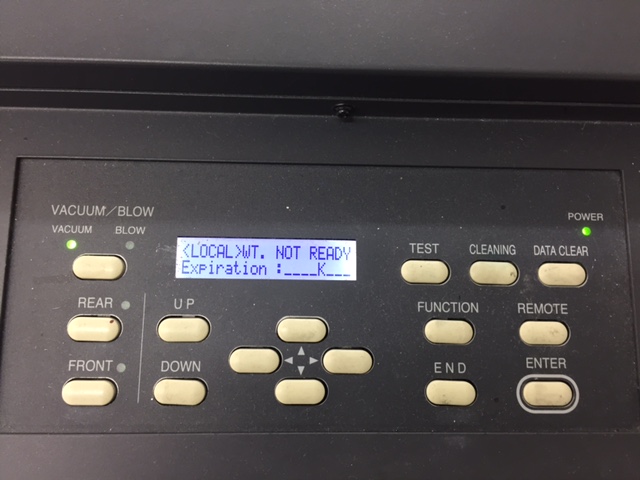 VACUUM/BLOW
VACUUM BLOW
POWER
<LOCAL>WT. NOT READY
Expiration :____K___
TEST CLEANING DATA CLEAR
REAR UP FUNCTION REMOTE
FRONT DOWN END ENTER